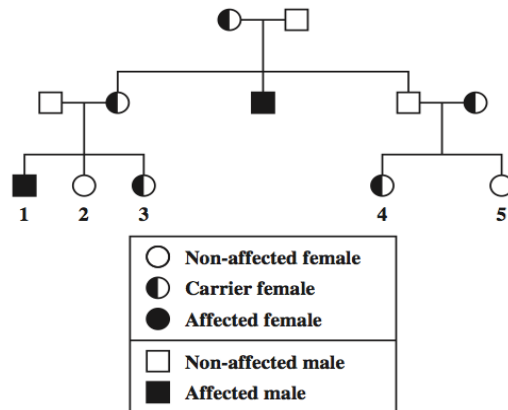 1 2 3 4 5
Non-affected female
Carrier female
Affected female
Non-affected male
Affected male